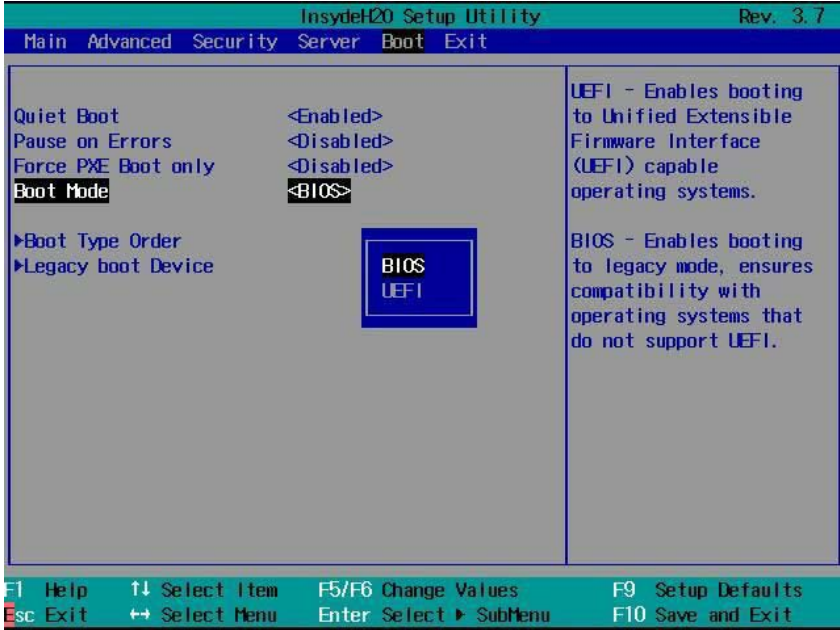 InsydeH20 Setup Utility Rev. 3.7
Main Advanced Security Server Boot Exit
Quiet Boot <Enabled>
Pause on Errors <Disabled>
Force PXE Boot only <Disabled>
Boot Mode <BIOS>
▶Boot Type Order
▶Legacy boot Device
BIOS
UEFI
UEFI - Enables booting
to Unified Extensible
Firmware Interface
(UEFI) capable
operating systems.
BIOS - Enables booting
to legacy mode, ensures
compatibility with
operating systems that
do not support UEFI.
F1 Help ↑↓ Select Item F5/F6 Change Values F9 Setup Defaults
Esc Exit ↔ Select Menu Enter Select ▶ SubMenu F10 Save and Exit